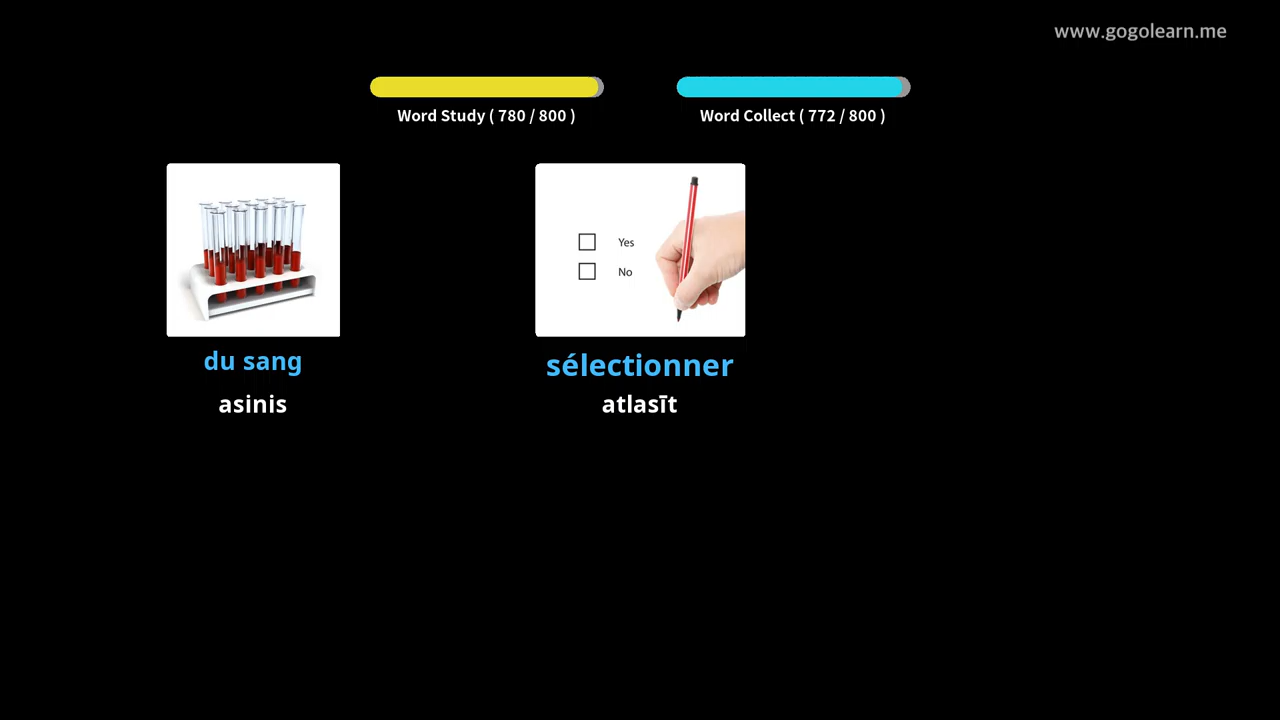 www.gogolearn.me
Word Study ( 780 / 800 )
Word Collect ( 772 / 800 )
Yes
No
du sang
asinis
sélectionner
atlasīt